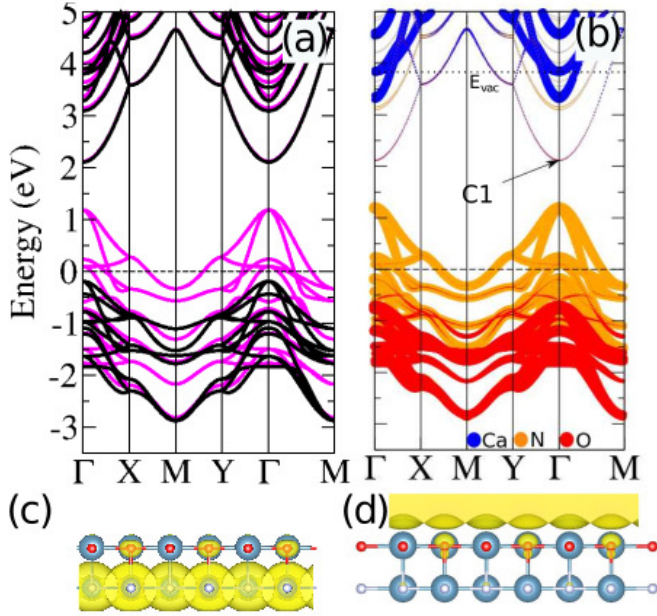 (a)
(b)
Energy (eV)
5
4
3
2
1
0
-1
-2
-3
E_vac
C1
Ca N O
Γ X M Y Γ M
Γ X M Y Γ M
(c)
(d)